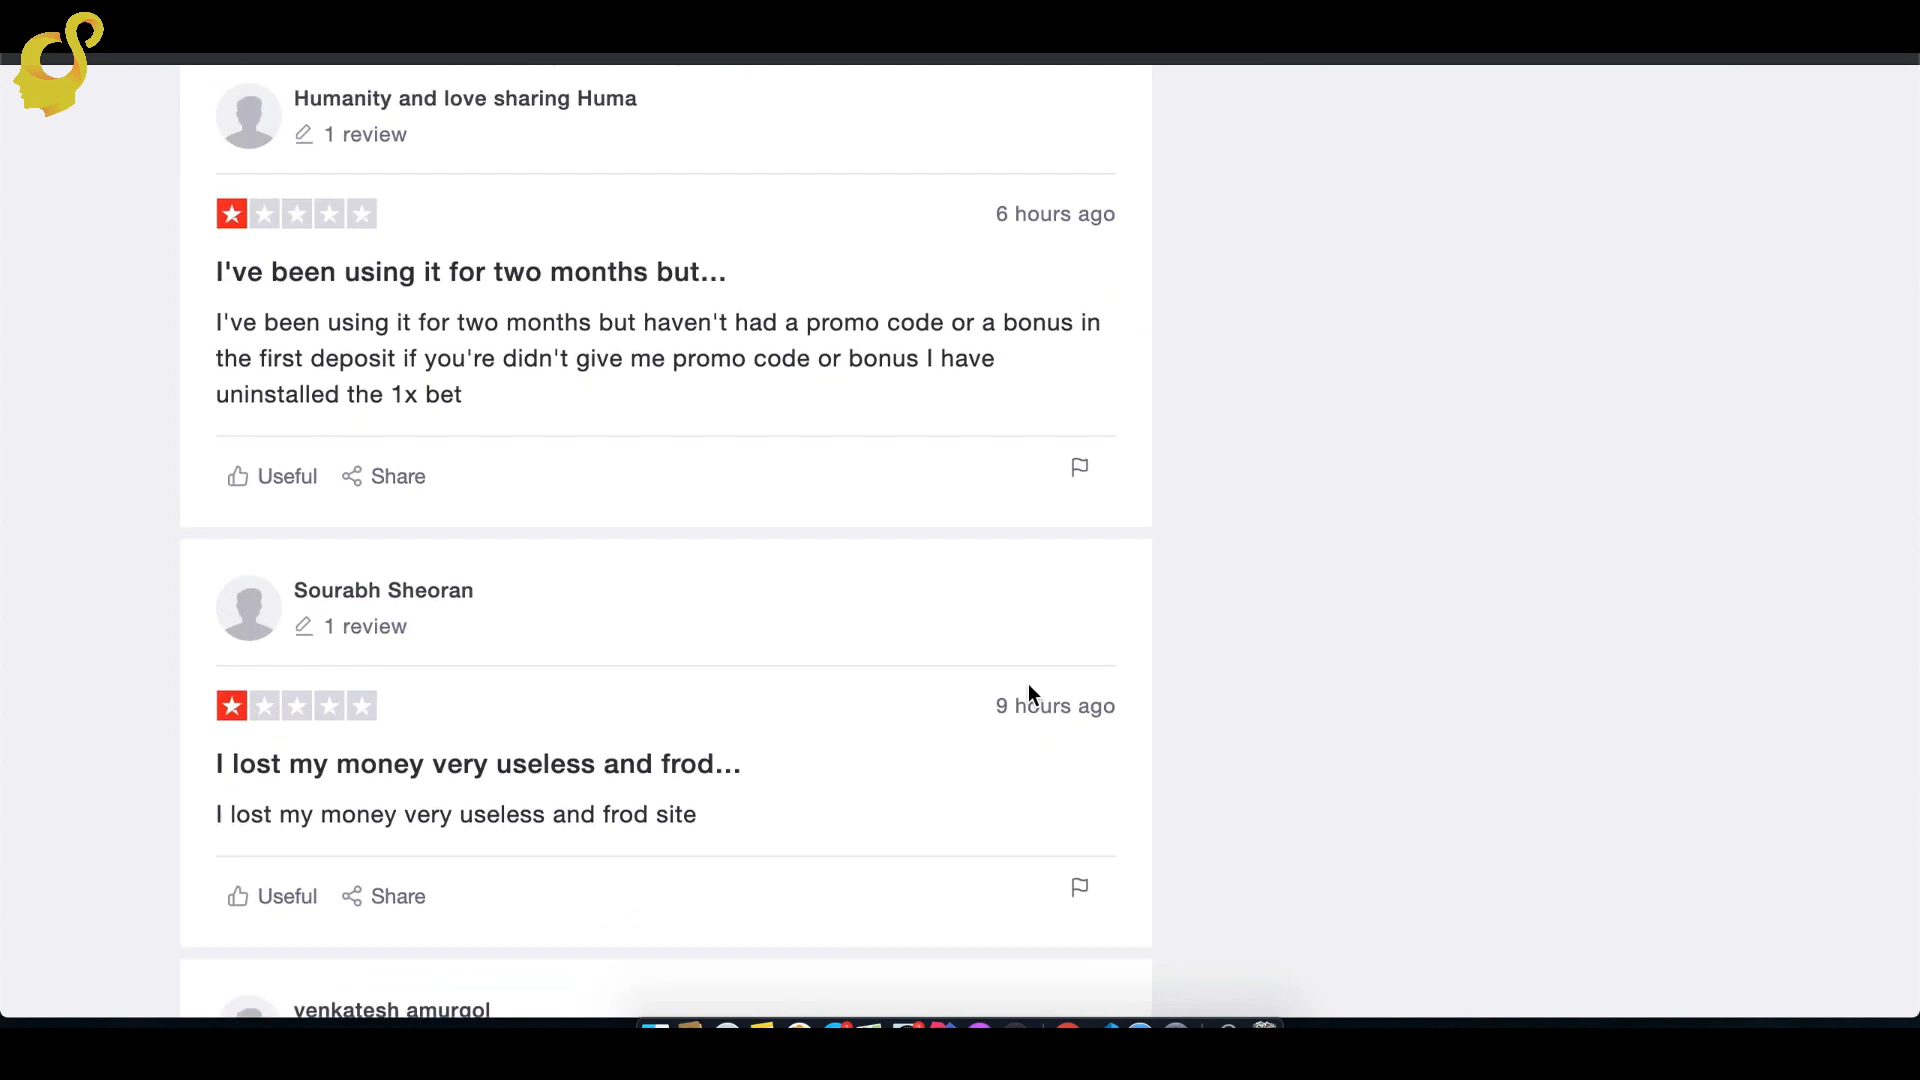 Humanity and love sharing Huma
1 review
6 hours ago
I've been using it for two months but...
I've been using it for two months but haven't had a promo code or a bonus in
the first deposit if you're didn't give me promo code or bonus I have
uninstalled the 1x bet
Useful Share
Sourabh Sheoran
1 review
9 hours ago
I lost my money very useless and frod...
I lost my money very useless and frod site
Useful Share
venkatesh amurgol